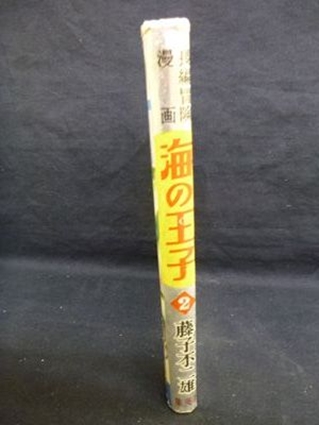 長編冒険
漫画
海の王子
2
藤子不二雄